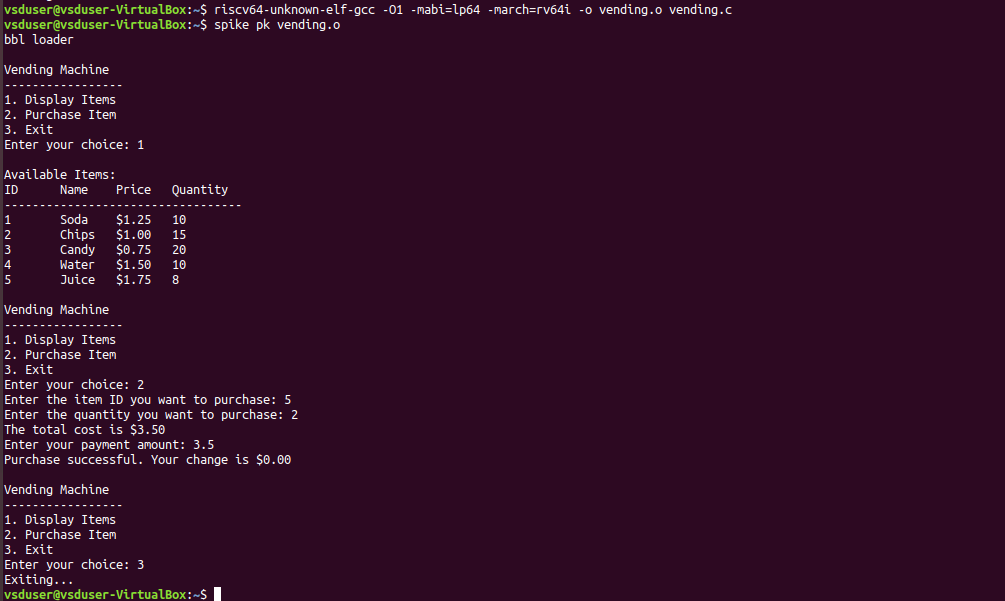 vsduser@vsduser-VirtualBox:~$ riscv64-unknown-elf-gcc -O1 -mabi=lp64 -march=rv64i -o vending.o vending.c
vsduser@vsduser-VirtualBox:~$ spike pk vending.o
bbl loader

Vending Machine
-----------------
1. Display Items
2. Purchase Item
3. Exit
Enter your choice: 1

Available Items:
ID      Name    Price   Quantity
----------------------------------
1       Soda    $1.25   10
2       Chips   $1.00   15
3       Candy   $0.75   20
4       Water   $1.50   10
5       Juice   $1.75   8

Vending Machine
-----------------
1. Display Items
2. Purchase Item
3. Exit
Enter your choice: 2
Enter the item ID you want to purchase: 5
Enter the quantity you want to purchase: 2
The total cost is $3.50
Enter your payment amount: 3.5
Purchase successful. Your change is $0.00

Vending Machine
-----------------
1. Display Items
2. Purchase Item
3. Exit
Enter your choice: 3
Exiting...
vsduser@vsduser-VirtualBox:~$